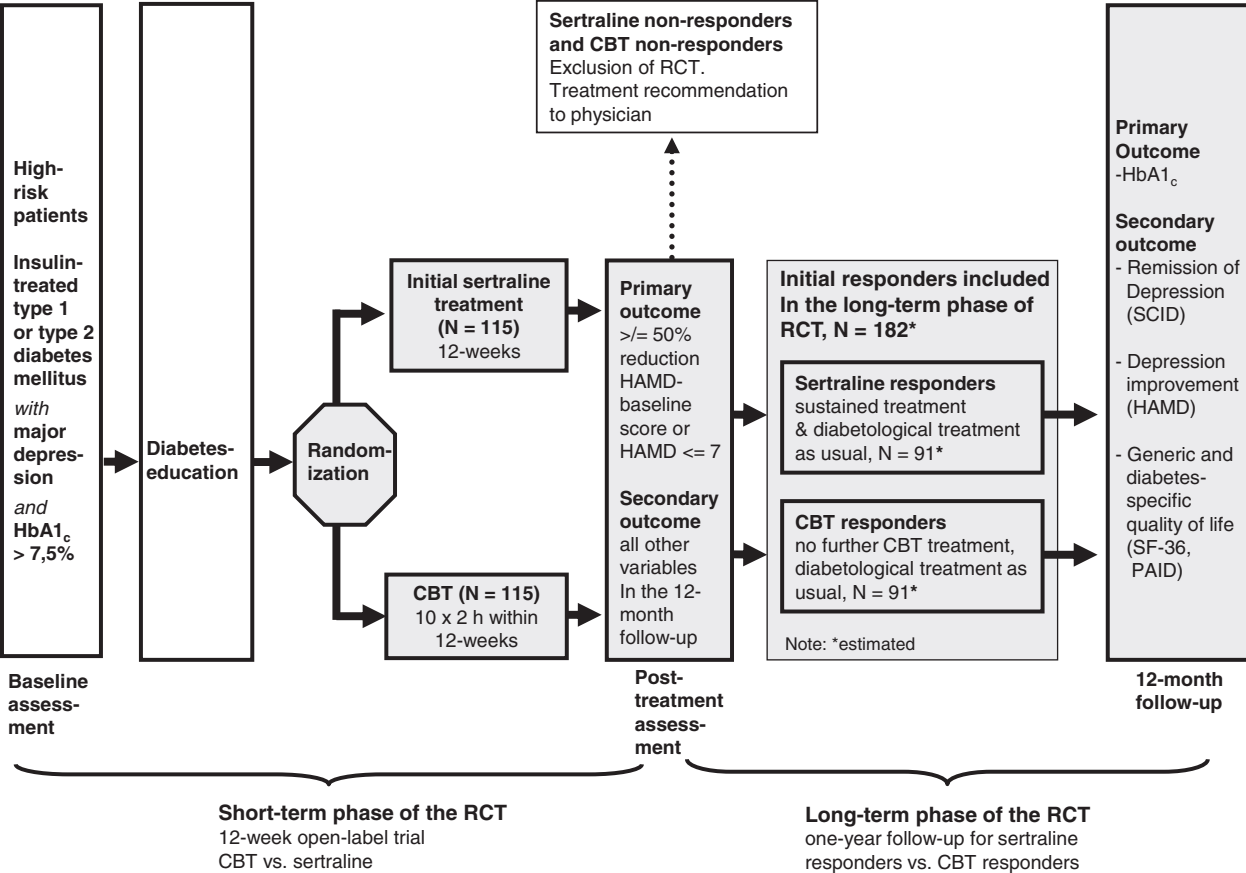 High-
risk
patients
Insulin-
treated
type 1
or type 2
diabetes
mellitus
with
major
depres-
sion
and
HbA1c
> 7,5%
Baseline
assess-
ment
Diabetes-
education
Random-
ization
Initial sertraline
treatment
(N = 115)
12-weeks
CBT (N = 115)
10 x 2 h within
12-weeks
Sertraline non-responders
and CBT non-responders
Exclusion of RCT.
Treatment recommendation
to physician
Primary
outcome
>/= 50%
reduction
HAMD-
baseline
score or
HAMD <= 7
Secondary
outcome
all other
variables
In the 12-
month
follow-up
Post-
treatment
assess-
ment
Initial responders included
In the long-term phase of
RCT, N = 182*
Sertraline responders
sustained treatment
& diabetological treatment
as usual, N = 91*
CBT responders
no further CBT treatment,
diabetological treatment as
usual, N = 91*
Note: *estimated
Primary
Outcome
-HbA1c
Secondary
outcome
- Remission of
Depression
(SCID)
- Depression
improvement
(HAMD)
- Generic and
diabetes-
specific
quality of life
(SF-36,
PAID)
12-month
follow-up
Short-term phase of the RCT
12-week open-label trial
CBT vs. sertraline
Long-term phase of the RCT
one-year follow-up for sertraline
responders vs. CBT responders